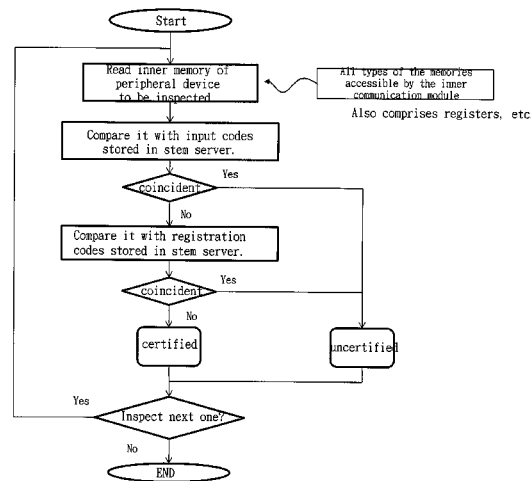 Start
Read inner memory of
peripheral device
to be inspected
All types of the memories
accessible by the inner
communication module
Also comprises registers, etc
Compare it with input codes
stored in stem server.
Yes
coincident
No
Compare it with registration
codes stored in stem server.
Yes
coincident
No
certified
uncertified
Yes
Inspect next one?
No
END